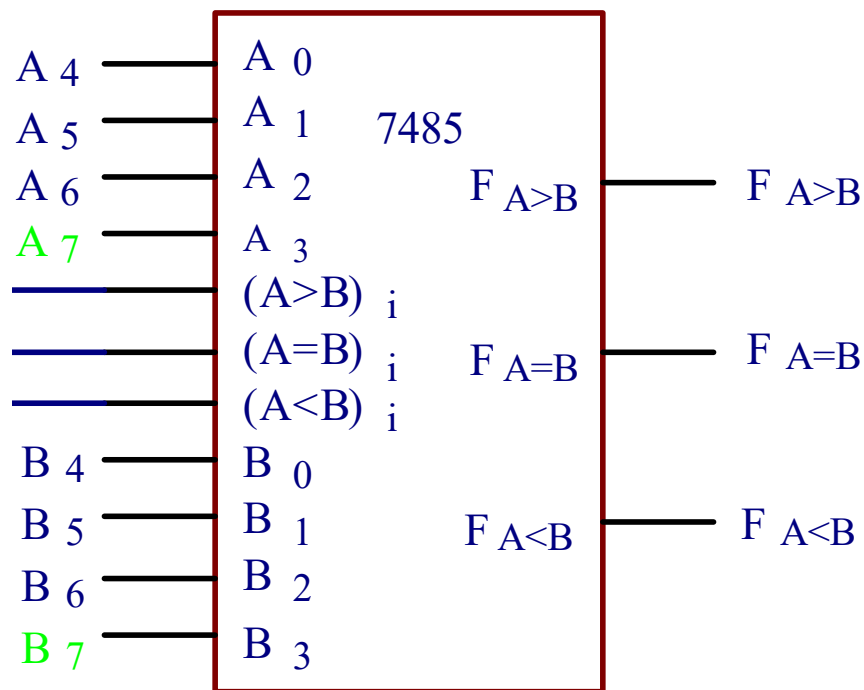 A 4 A 0
A 5 A 1 7485
A 6 A 2 F A>B F A>B
A 7 A 3
(A>B) i
(A=B) i F A=B F A=B
(A<B) i
B 4 B 0
B 5 B 1 F A<B F A<B
B 6 B 2
B 7 B 3